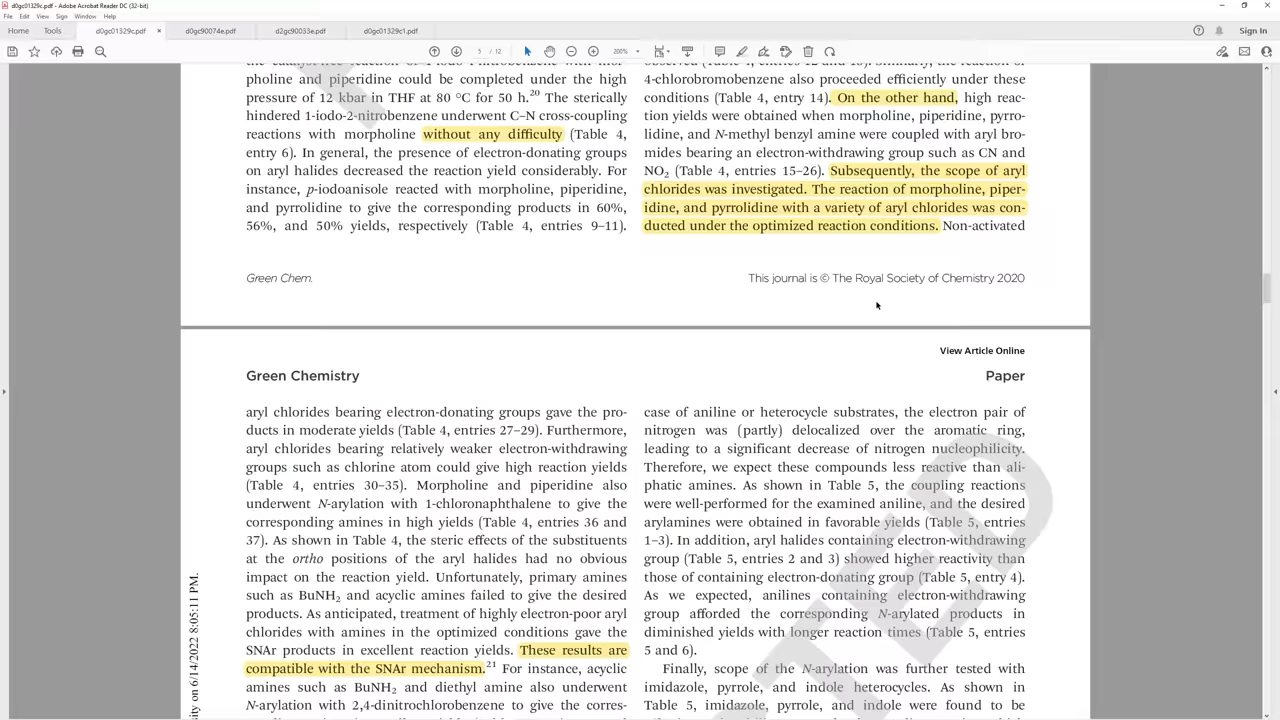 d0gc01329c.pdf - Adobe Acrobat Reader DC (32-bit)
File Edit View Sign Window Help
Home Tools d0gc01329c.pdf × d0gc90074e.pdf d2gc90033e.pdf d0gc01329c1.pdf Sign In
5 / 12 200%
pholine and piperidine could be completed under the high
pressure of 12 kbar in THF at 80 °C for 50 h.20 The sterically
hindered 1-iodo-2-nitrobenzene underwent C–N cross-coupling
reactions with morpholine without any difficulty (Table 4,
entry 6). In general, the presence of electron-donating groups
on aryl halides decreased the reaction yield considerably. For
instance, p-iodoanisole reacted with morpholine, piperidine,
and pyrrolidine to give the corresponding products in 60%,
56%, and 50% yields, respectively (Table 4, entries 9–11).
4-chlorobromobenzene also proceeded efficiently under these
conditions (Table 4, entry 14). On the other hand, high reac-
tion yields were obtained when morpholine, piperidine, pyrro-
lidine, and N-methyl benzyl amine were coupled with aryl bro-
mides bearing an electron-withdrawing group such as CN and
NO2 (Table 4, entries 15–26). Subsequently, the scope of aryl
chlorides was investigated. The reaction of morpholine, piper-
idine, and pyrrolidine with a variety of aryl chlorides was con-
ducted under the optimized reaction conditions. Non-activated
Green Chem.
This journal is © The Royal Society of Chemistry 2020
View Article Online
Green Chemistry
Paper
aryl chlorides bearing electron-donating groups gave the pro-
ducts in moderate yields (Table 4, entries 27–29). Furthermore,
aryl chlorides bearing relatively weaker electron-withdrawing
groups such as chlorine atom could give high reaction yields
(Table 4, entries 30–35). Morpholine and piperidine also
underwent N-arylation with 1-chloronaphthalene to give the
corresponding amines in high yields (Table 4, entries 36 and
37). As shown in Table 4, the steric effects of the substituents
at the ortho positions of the aryl halides had no obvious
impact on the reaction yield. Unfortunately, primary amines
such as BuNH2 and acyclic amines failed to give the desired
products. As anticipated, treatment of highly electron-poor aryl
chlorides with amines in the optimized conditions gave the
SNAr products in excellent reaction yields. These results are
compatible with the SNAr mechanism.21 For instance, acyclic
amines such as BuNH2 and diethyl amine also underwent
N-arylation with 2,4-dinitrochlorobenzene to give the corres-
case of aniline or heterocycle substrates, the electron pair of
nitrogen was (partly) delocalized over the aromatic ring,
leading to a significant decrease of nitrogen nucleophilicity.
Therefore, we expect these compounds less reactive than ali-
phatic amines. As shown in Table 5, the coupling reactions
were well-performed for the examined aniline, and the desired
arylamines were obtained in favorable yields (Table 5, entries
1–3). In addition, aryl halides containing electron-withdrawing
group (Table 5, entries 2 and 3) showed higher reactivity than
those of containing electron-donating group (Table 5, entry 4).
As we expected, anilines containing electron-withdrawing
group afforded the corresponding N-arylated products in
diminished yields with longer reaction times (Table 5, entries
5 and 6).
Finally, scope of the N-arylation was further tested with
imidazole, pyrrole, and indole heterocycles. As shown in
Table 5, imidazole, pyrrole, and indole were found to be
sity on 6/14/2022 8:05:11 PM.
TED